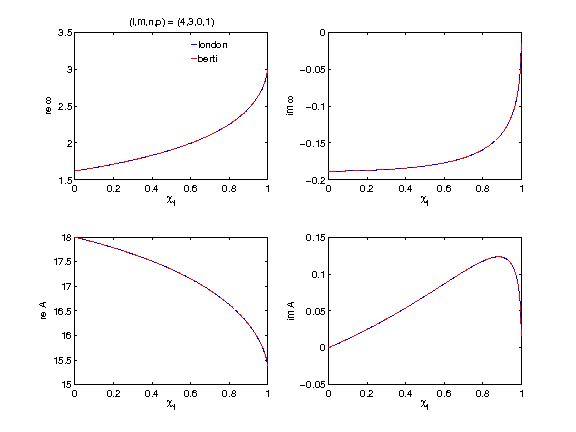 (l,m,n,p) = (4,3,0,1)
3.5
3
2.5
2
1.5
re ω
london
berti
0 0.2 0.4 0.6 0.8 1
χf
0
−0.05
−0.1
−0.15
−0.2
im ω
0 0.2 0.4 0.6 0.8 1
χf
18
17.5
17
16.5
16
15.5
15
re A
0 0.2 0.4 0.6 0.8 1
χf
0.15
0.1
0.05
0
−0.05
im A
0 0.2 0.4 0.6 0.8 1
χf